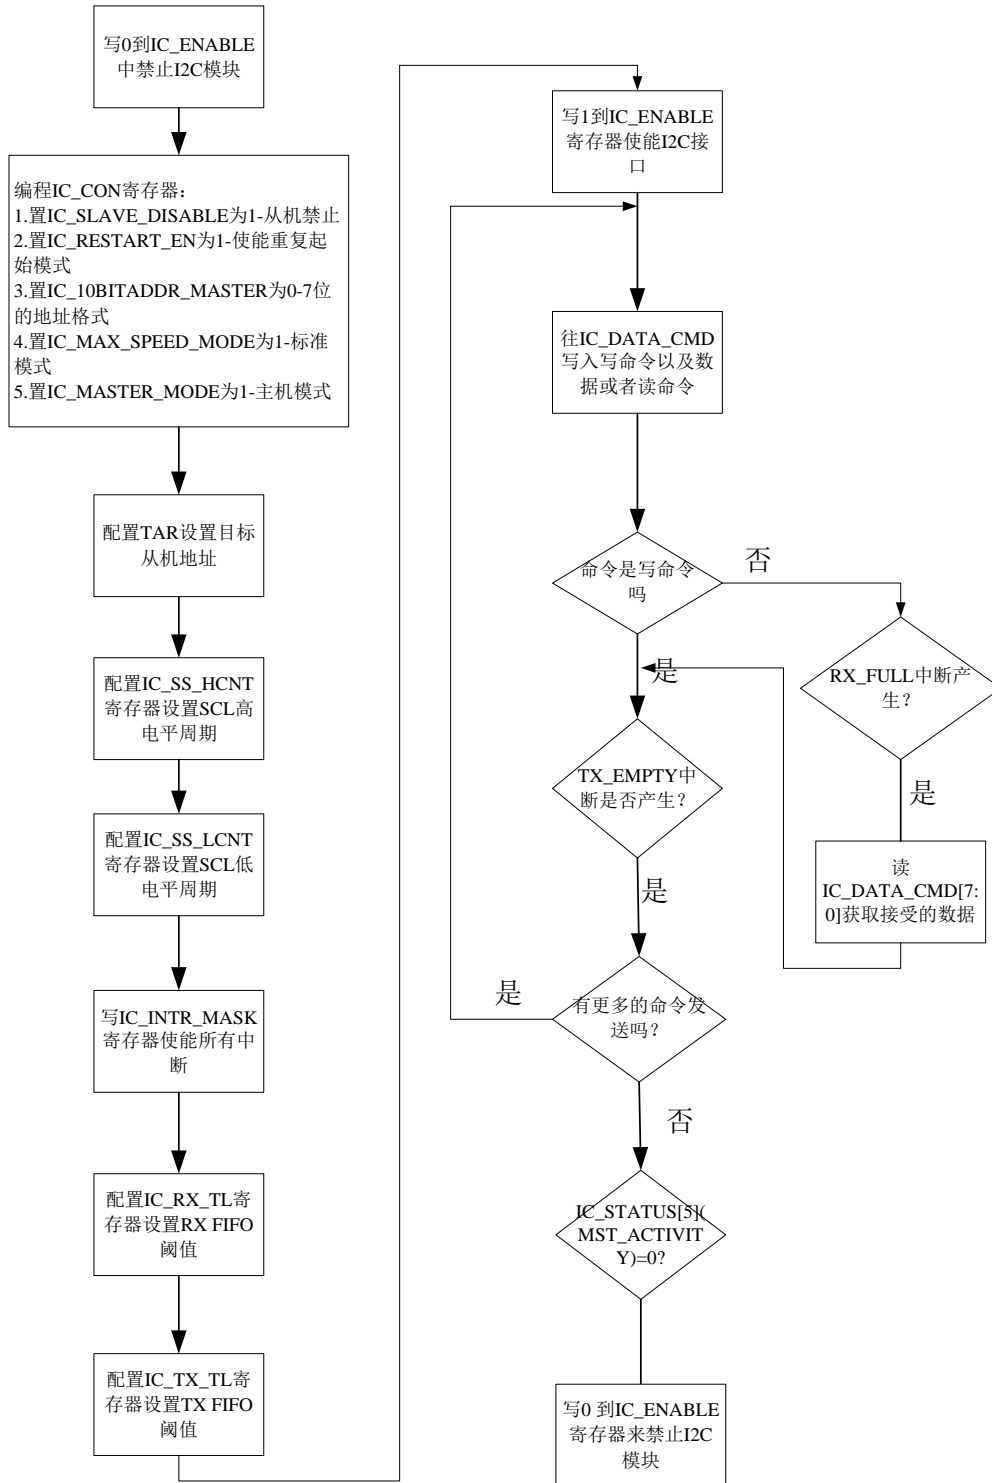 写0到IC_ENABLE
中禁止I2C模块
编程IC_CON寄存器：
1.置IC_SLAVE_DISABLE为1-从机禁止
2.置IC_RESTART_EN为1-使能重复起
始模式
3.置IC_10BITADDR_MASTER为0-7位
的地址格式
4.置IC_MAX_SPEED_MODE为1-标准
模式
5.置IC_MASTER_MODE为1-主机模式
配置TAR设置目标
从机地址
配置IC_SS_HCNT
寄存器设置SCL高
电平周期
配置IC_SS_LCNT
寄存器设置SCL低
电平周期
写IC_INTR_MASK
寄存器使能所有中
断
配置IC_RX_TL寄
存器设置RX FIFO
阈值
配置IC_TX_TL寄
存器设置TX FIFO
阈值
写1到IC_ENABLE
寄存器使能I2C接
口
往IC_DATA_CMD
写入写命令以及数
据或者读命令
命令是写命令
吗
否
是
RX_FULL中断产
生？
是
读
IC_DATA_CMD[7:
0]获取接受的数据
TX_EMPTY中
断是否产生？
是
有更多的命令发
送吗？
是
否
IC_STATUS[5](
MST_ACTIVIT
Y)=0?
写0 到IC_ENABLE
寄存器来禁止I2C
模块